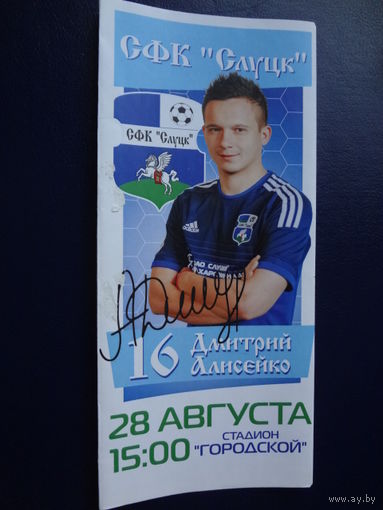 СФК "Слуцк"
СФК "Слуцк"
16 Дмитрий
Алисейко
28 АВГУСТА
15:00 СТАДИОН
"ГОРОДСКОЙ"
www.ay.by